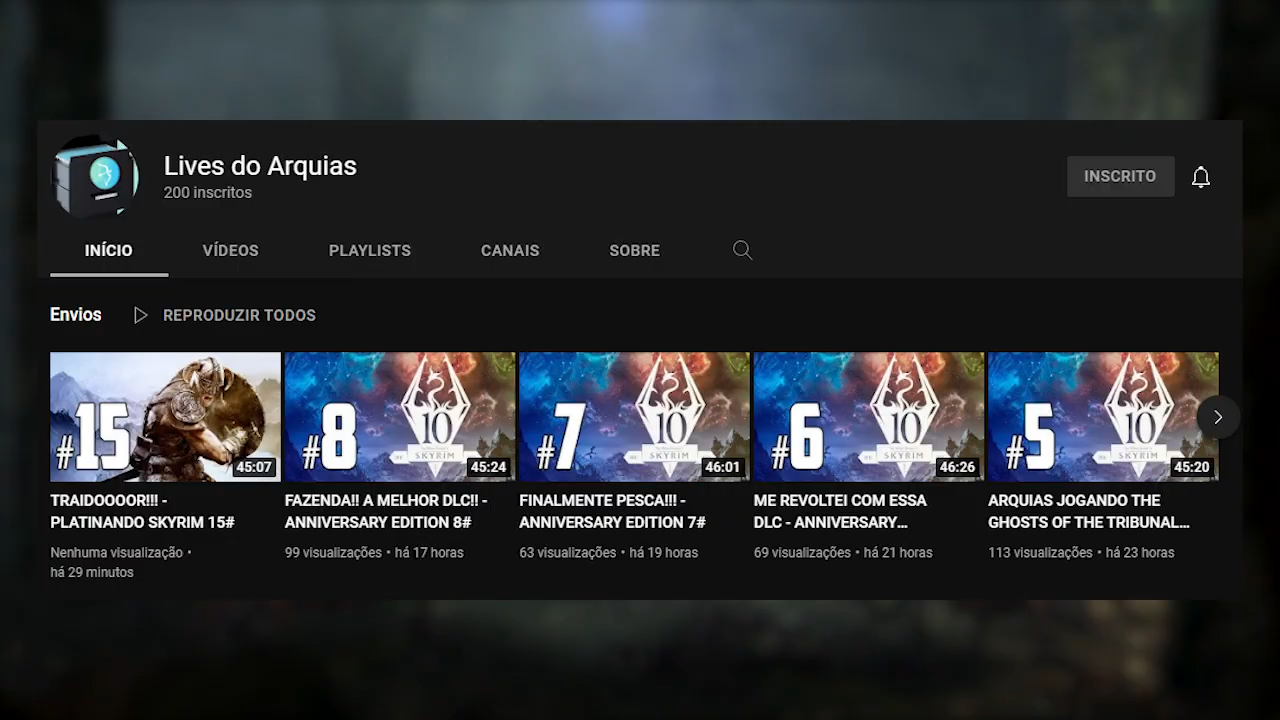 Lives do Arquias
200 inscritos
INSCRITO
INÍCIO VÍDEOS PLAYLISTS CANAIS SOBRE
Envios REPRODUZIR TODOS
#15 45:07
#8 10 SKYRIM 45:24
#7 10 SKYRIM 46:01
#6 10 SKYRIM 46:26
#5 10 SKYRIM 45:20
TRAIDOOOOR!!! -
PLATINANDO SKYRIM 15#
Nenhuma visualização •
há 29 minutos
FAZENDA!! A MELHOR DLC!! -
ANNIVERSARY EDITION 8#
99 visualizações • há 17 horas
FINALMENTE PESCA!!! -
ANNIVERSARY EDITION 7#
63 visualizações • há 19 horas
ME REVOLTEI COM ESSA
DLC - ANNIVERSARY...
69 visualizações • há 21 horas
ARQUIAS JOGANDO THE
GHOSTS OF THE TRIBUNAL...
113 visualizações • há 23 horas